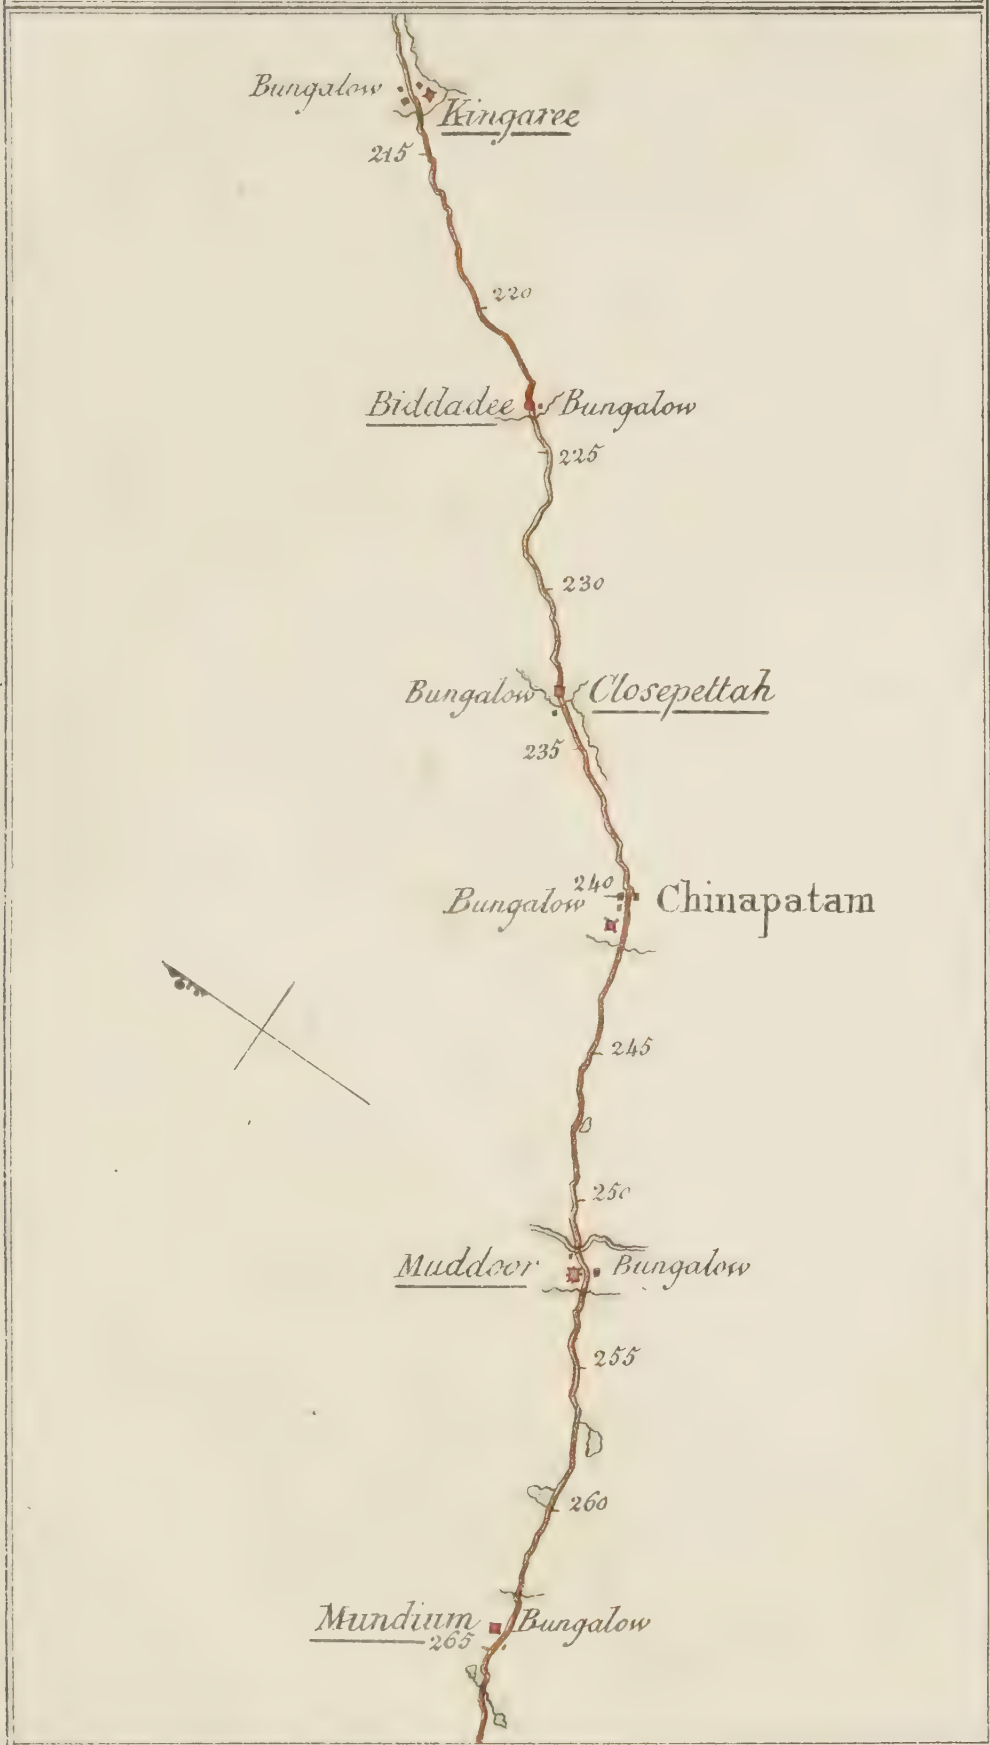 Bungalow
Kingaree
215
220
Biddadee Bungalow
225
230
Bungalow Closepettah
235
240
Bungalow Chinapatam
245
250
Muddoor Bungalow
255
260
Mundium Bungalow
265